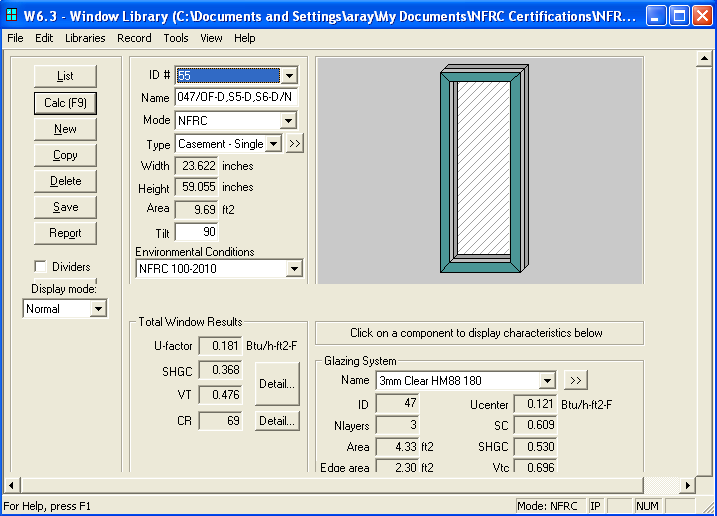 W6.3 - Window Library (C:\Documents and Settings\aray\My Documents\NFRC Certifications\NFR...
File Edit Libraries Record Tools View Help
List
Calc (F9)
New
Copy
Delete
Save
Report
Dividers
Display mode:
Normal
ID # 55
Name 047/OF-D,S5-D,S6-D/N
Mode NFRC
Type Casement - Single >>
Width 23.622 inches
Height 59.055 inches
Area 9.69 ft2
Tilt 90
Environmental Conditions
NFRC 100-2010
Total Window Results
U-factor 0.181 Btu/h-ft2-F
SHGC 0.368
VT 0.476
Detail...
CR 69 Detail...
Click on a component to display characteristics below
Glazing System
Name 3mm Clear HM88 180 >>
ID 47 Ucenter 0.121 Btu/h-ft2-F
Nlayers 3 SC 0.609
Area 4.33 ft2 SHGC 0.530
Edge area 2.30 ft2 Vtc 0.696
For Help, press F1
Mode: NFRC IP NUM